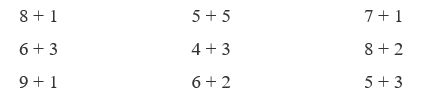 8 + 1 5 + 5 7 + 1
6 + 3 4 + 3 8 + 2
9 + 1 6 + 2 5 + 3